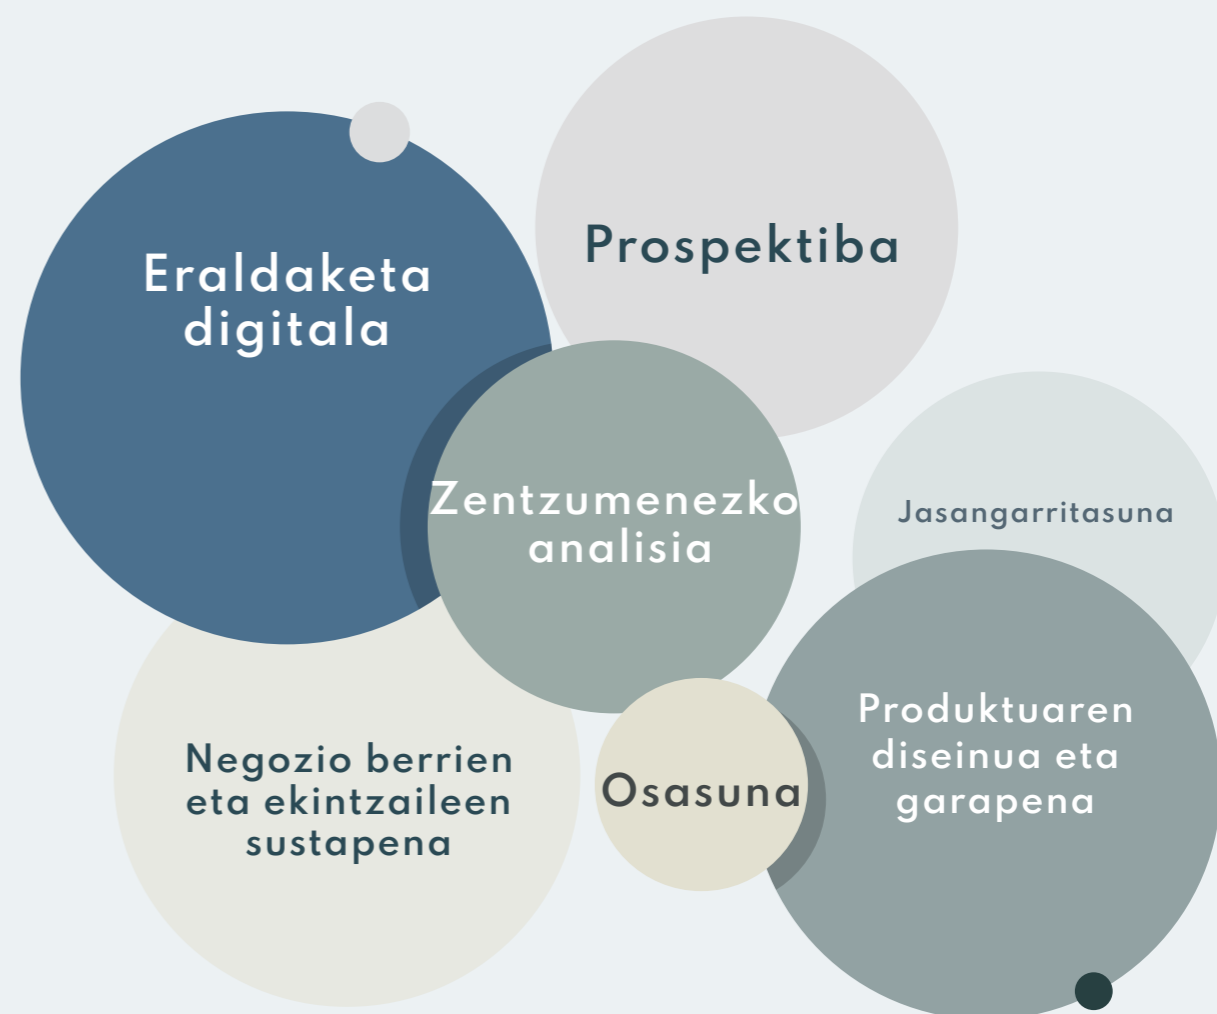 Eraldaketa
digitala
Prospektiba
Zentzumenezko
analisia
Jasangarritasuna
Negozio berrien
eta ekintzaileen
sustapena
Osasuna
Produktuaren
diseinua eta
garapena